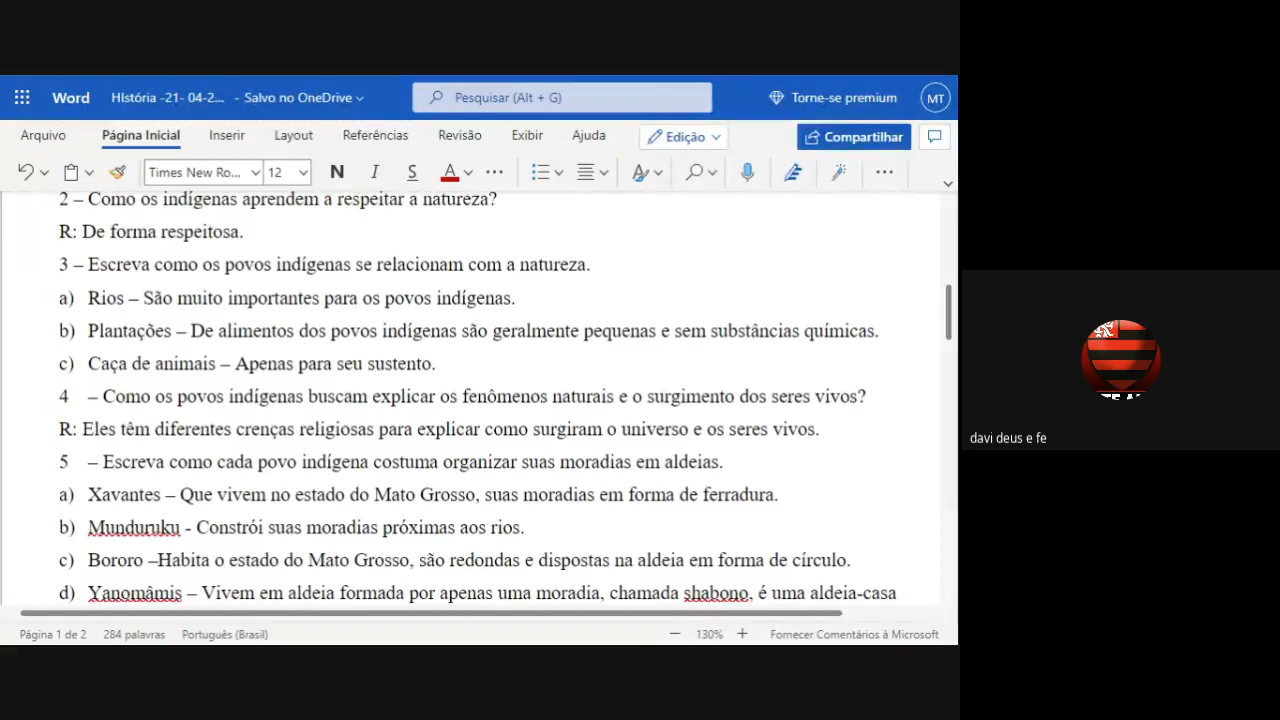 Word
HIstória -21- 04-2... - Salvo no OneDrive
Pesquisar (Alt + G)
Torne-se premium
MT
Arquivo
Página Inicial
Inserir
Layout
Referências
Revisão
Exibir
Ajuda
Edição
Compartilhar
Times New Ro...
12
N
I
S
A
2 – Como os indígenas aprendem a respeitar a natureza?
R: De forma respeitosa.
3 – Escreva como os povos indígenas se relacionam com a natureza.
a) Rios – São muito importantes para os povos indígenas.
b) Plantações – De alimentos dos povos indígenas são geralmente pequenas e sem substâncias químicas.
c) Caça de animais – Apenas para seu sustento.
4 – Como os povos indígenas buscam explicar os fenômenos naturais e o surgimento dos seres vivos?
R: Eles têm diferentes crenças religiosas para explicar como surgiram o universo e os seres vivos.
5 – Escreva como cada povo indígena costuma organizar suas moradias em aldeias.
a) Xavantes – Que vivem no estado do Mato Grosso, suas moradias em forma de ferradura.
b) Munduruku - Constrói suas moradias próximas aos rios.
c) Bororo –Habita o estado do Mato Grosso, são redondas e dispostas na aldeia em forma de círculo.
d) Yanomâmis – Vivem em aldeia formada por apenas uma moradia, chamada shabono, é uma aldeia-casa
Página 1 de 2
284 palavras
Português (Brasil)
130%
Fornecer Comentários à Microsoft
davi deus e fe